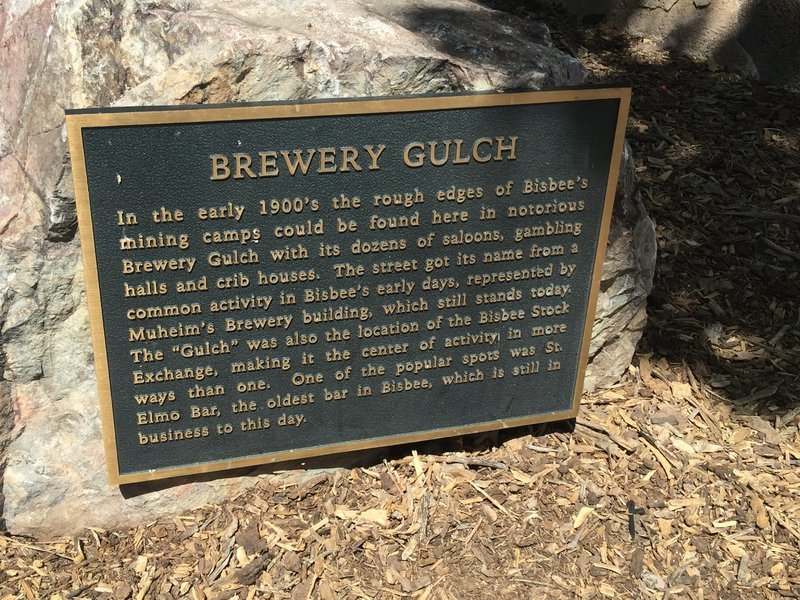 BREWERY GULCH
In the early 1900's the rough edges of Bisbee's
mining camps could be found here in notorious
Brewery Gulch with its dozens of saloons, gambling
halls and crib houses. The street got its name from a
common activity in Bisbee's early days, represented by
Muheim's Brewery building, which still stands today.
The "Gulch" was also the location of the Bisbee Stock
Exchange, making it the center of activity in more
ways than one. One of the popular spots was St.
Elmo Bar, the oldest bar in Bisbee, which is still in
business to this day.